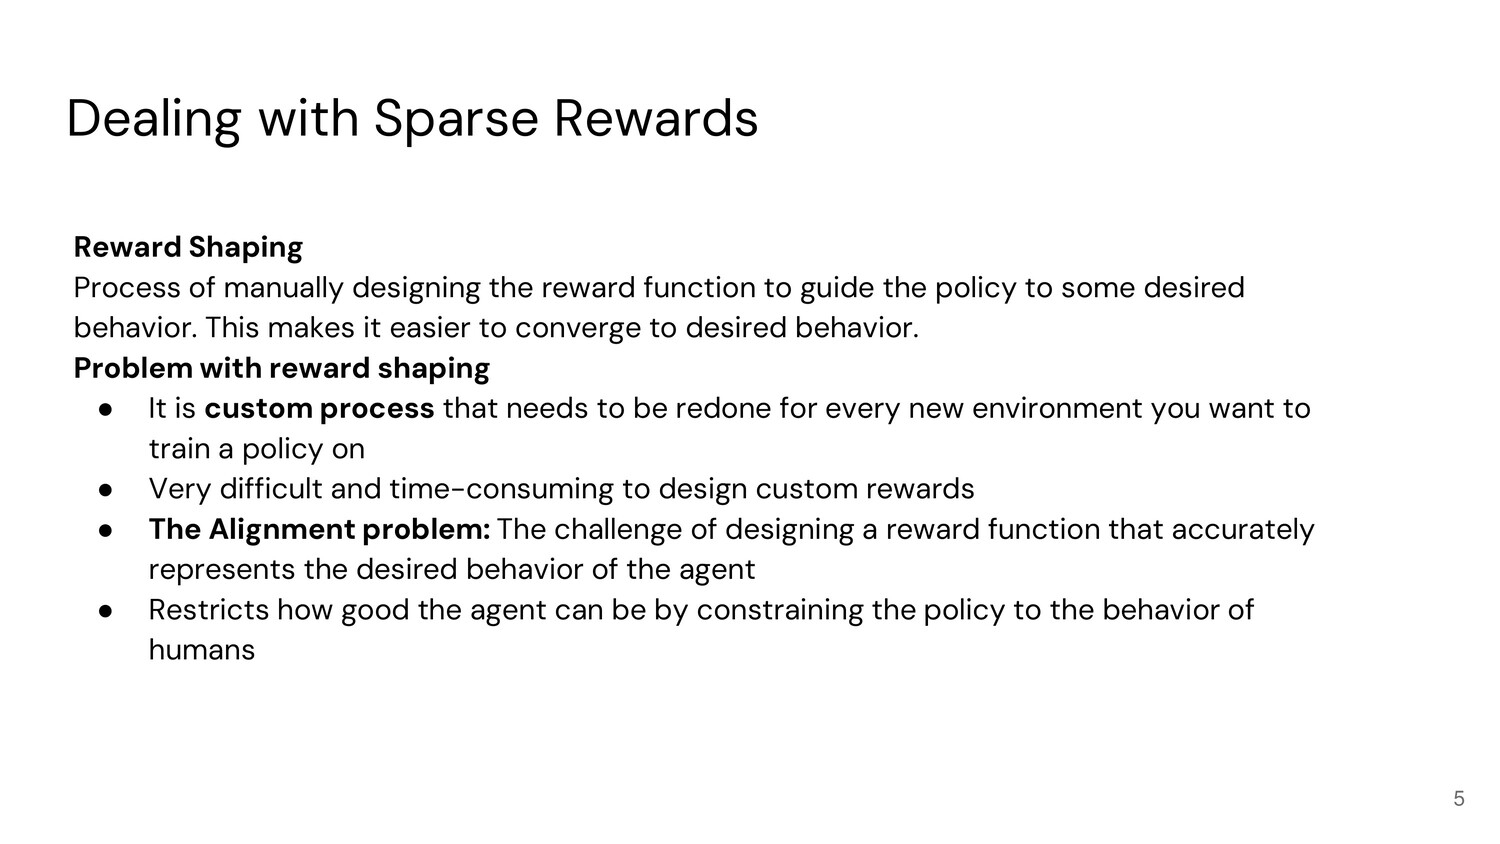 Dealing with Sparse Rewards
Reward Shaping
Process of manually designing the reward function to guide the policy to some desired
behavior. This makes it easier to converge to desired behavior.
Problem with reward shaping
● It is custom process that needs to be redone for every new environment you want to
train a policy on
● Very difficult and time-consuming to design custom rewards
● The Alignment problem: The challenge of designing a reward function that accurately
represents the desired behavior of the agent
● Restricts how good the agent can be by constraining the policy to the behavior of
humans
5